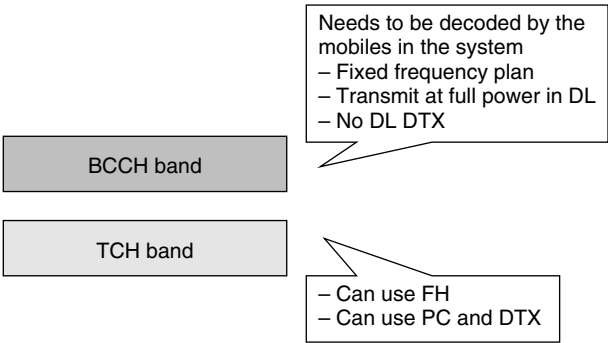 Needs to be decoded by the
mobiles in the system
– Fixed frequency plan
– Transmit at full power in DL
– No DL DTX
BCCH band
TCH band
– Can use FH
– Can use PC and DTX